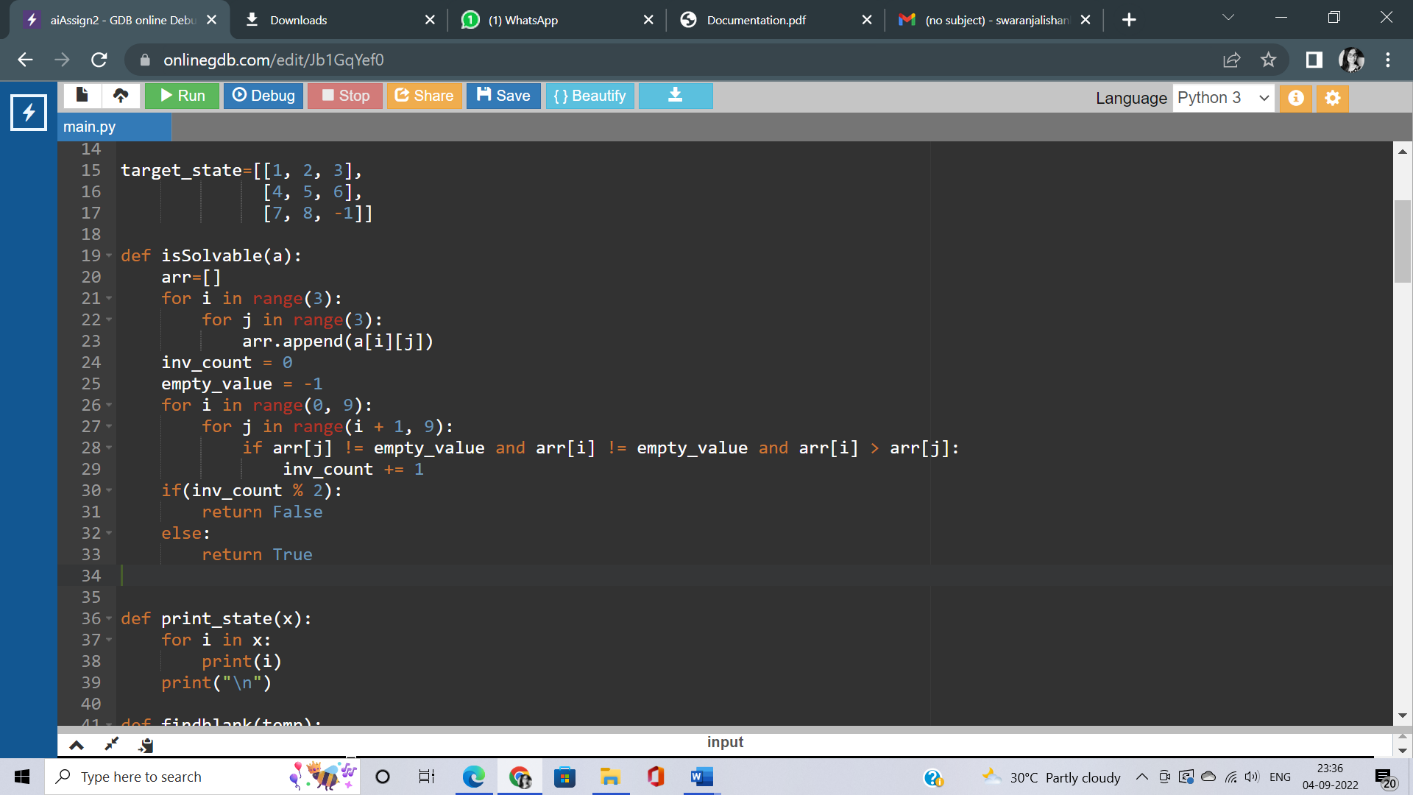 aiAssign2 - GDB online Debu
Downloads
(1) WhatsApp
Documentation.pdf
(no subject) - swaranjalishan
onlinegdb.com/edit/Jb1GqYef0
Run Debug Stop Share Save { } Beautify Language Python 3
main.py
14
15 target_state=[[1, 2, 3],
16 [4, 5, 6],
17 [7, 8, -1]]
18
19 def isSolvable(a):
20 arr=[]
21 for i in range(3):
22 for j in range(3):
23 arr.append(a[i][j])
24 inv_count = 0
25 empty_value = -1
26 for i in range(0, 9):
27 for j in range(i + 1, 9):
28 if arr[j] != empty_value and arr[i] != empty_value and arr[i] > arr[j]:
29 inv_count += 1
30 if(inv_count % 2):
31 return False
32 else:
33 return True
34
35
36 def print_state(x):
37 for i in x:
38 print(i)
39 print("\n")
40
41 def findblank(temp):
input
Type here to search
30°C Partly cloudy
ENG
23:36
04-09-2022
20